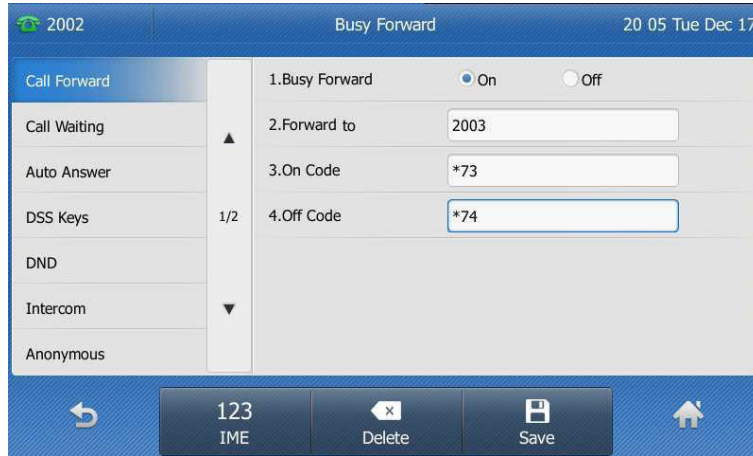 2002 Busy Forward 20 05 Tue Dec 17
Call Forward 1.Busy Forward On Off
Call Waiting 2.Forward to 2003
Auto Answer 3.On Code *73
DSS Keys 1/2 4.Off Code *74
DND
Intercom
Anonymous
123
IME Delete Save